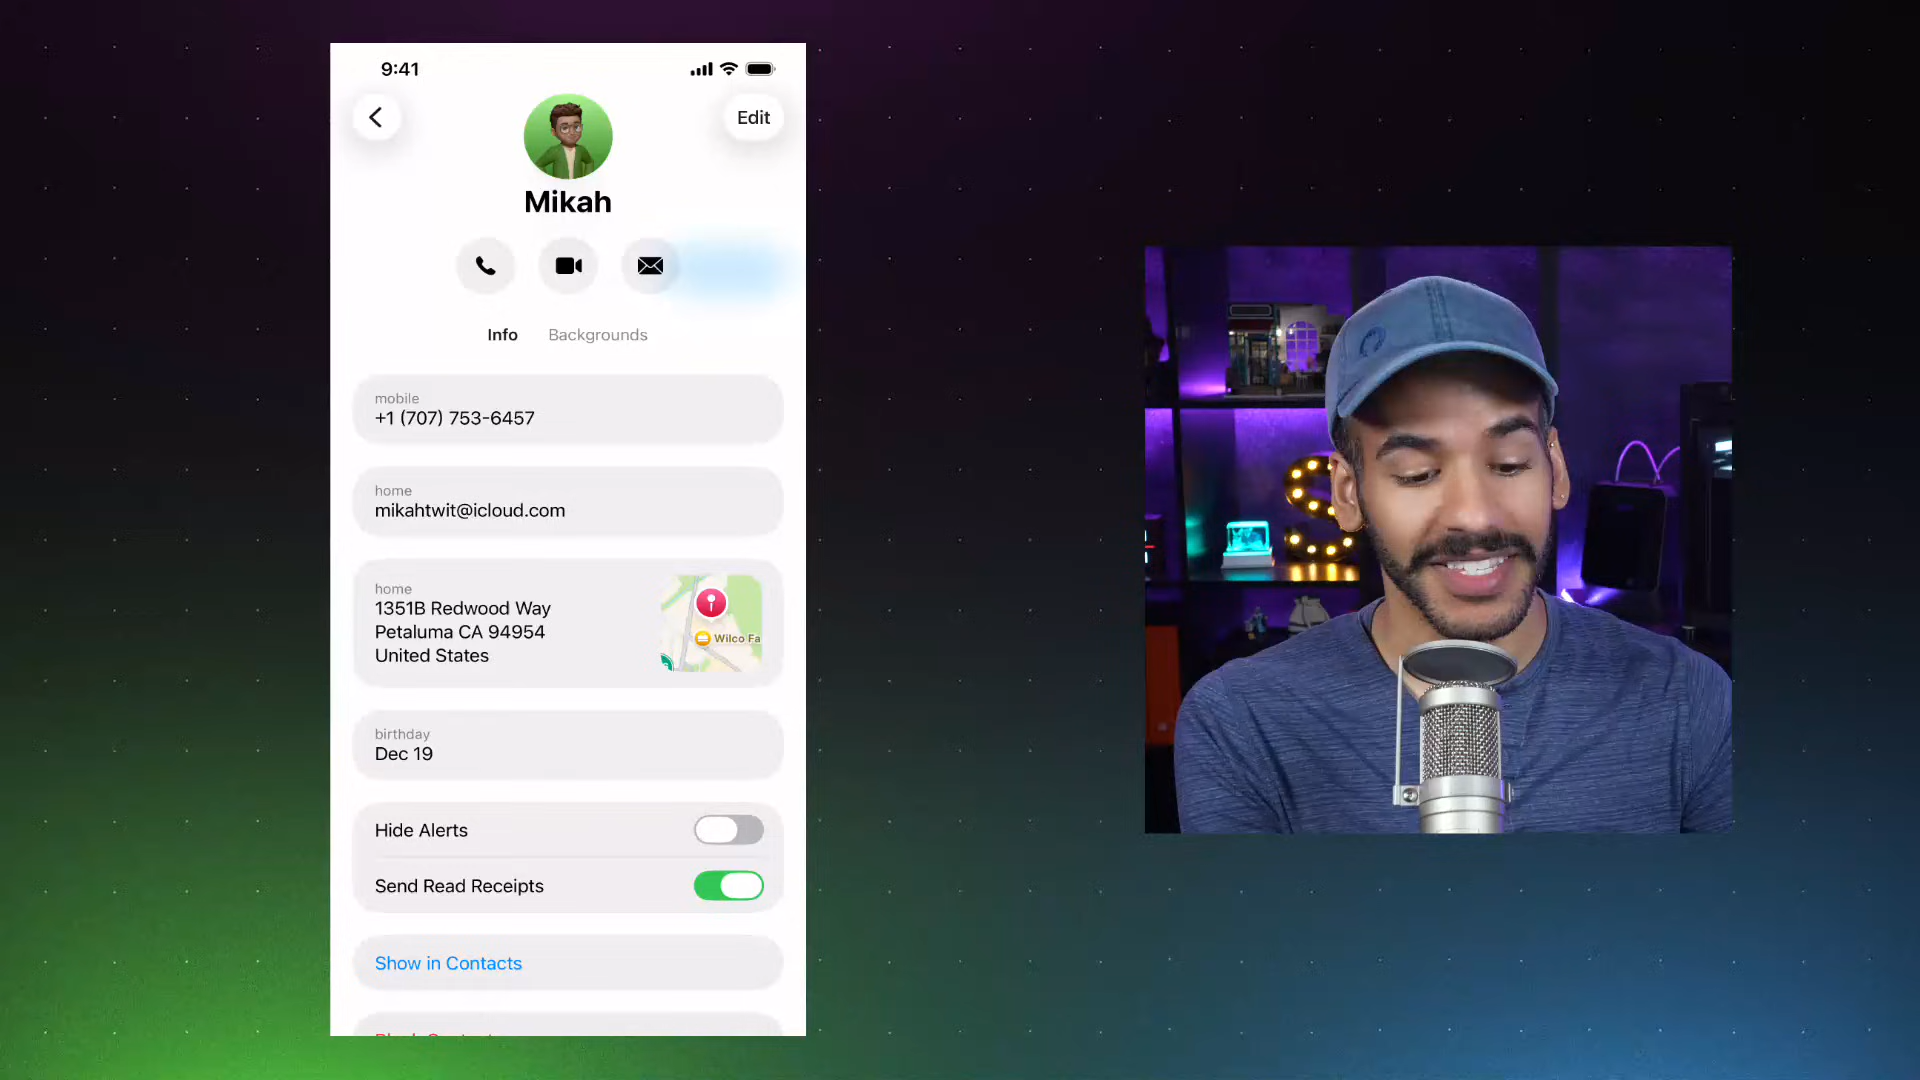 9:41
Edit
Mikah
Info
Backgrounds
mobile
+1 (707) 753-6457
home
mikahtwit@icloud.com
home
1351B Redwood Way
Petaluma CA 94954
United States
Wilco Fa
birthday
Dec 19
Hide Alerts
Send Read Receipts
Show in Contacts
S